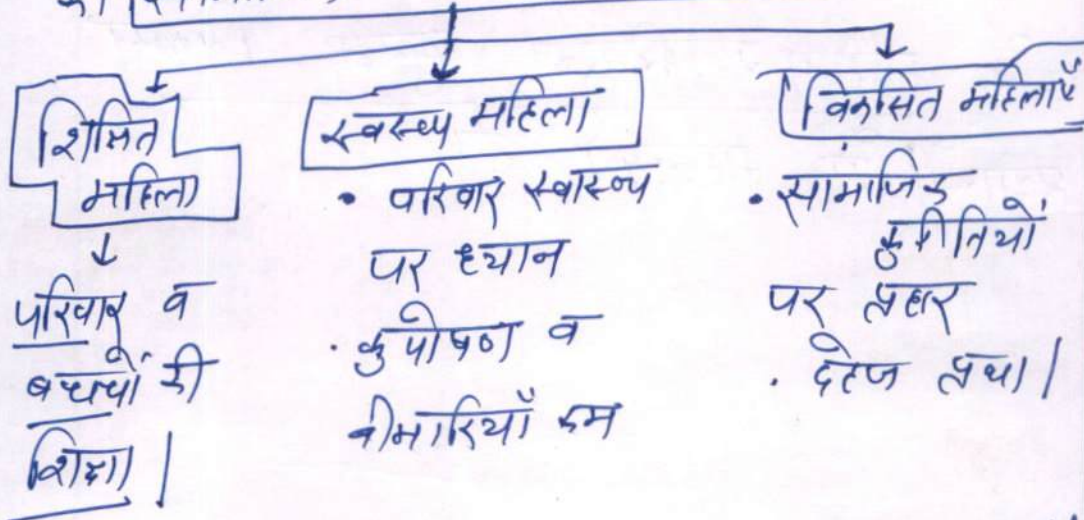 शिक्षित
महिला
परिवार व
बच्चों की
शिक्षा|
स्वस्थ महिला
• परिवार स्वास्थ्य
पर ध्यान
• कुपोषण व
बीमारियाँ कम
विकसित महिलाएँ
• सामाजिक
कुरीतियों
पर प्रहार
• दहेज प्रथा|